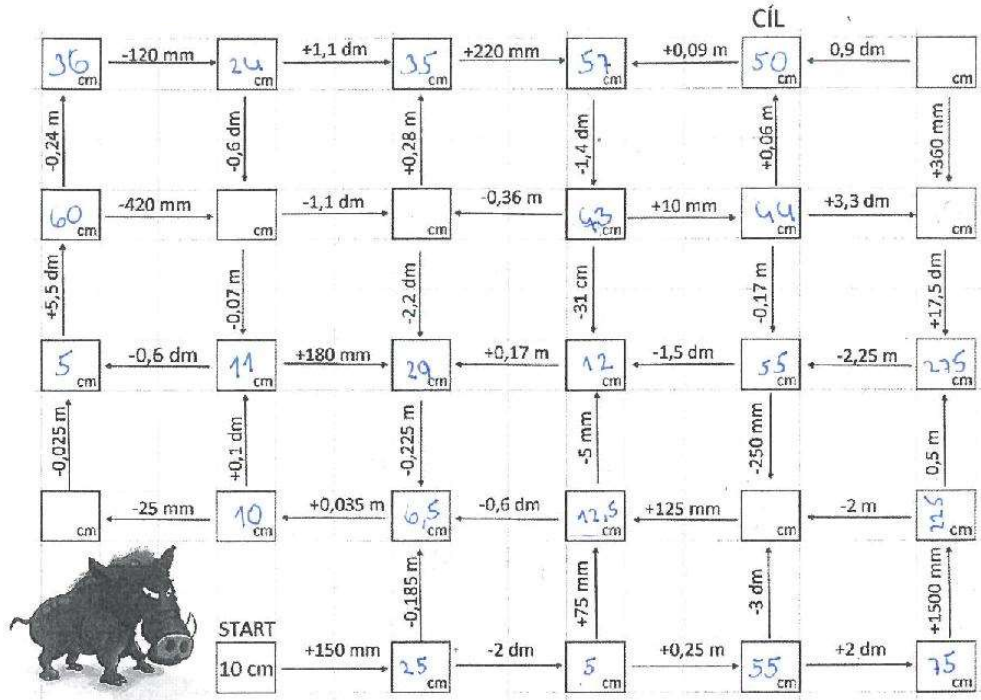 CÍL
36 cm -120 mm 24 cm +1,1 dm 35 cm +220 mm 57 cm +0,09 m 50 cm 0,9 dm cm
-0,24 m -0,6 dm +0,28 m -1,4 dm +0,06 m +360 mm
60 cm -420 mm cm -1,1 dm cm -0,36 m 43 cm +10 mm 44 cm +3,3 dm cm
+5,5 dm -0,07 m -2,2 dm -31 cm -0,17 m +17,5 dm
5 cm -0,6 dm 11 cm +180 mm 29 cm +0,17 m 12 cm -1,5 dm 55 cm -2,25 m 275 cm
-0,025 m +0,1 dm -0,225 m -5 mm -250 mm 0,5 m
cm -25 mm 10 cm +0,035 m 6,5 cm -0,6 dm 12,5 cm +125 mm cm -2 m 225 cm
-0,185 m +75 mm -3 dm +1500 mm
START
10 cm +150 mm 25 cm -2 dm 5 cm +0,25 m 55 cm +2 dm 75 cm